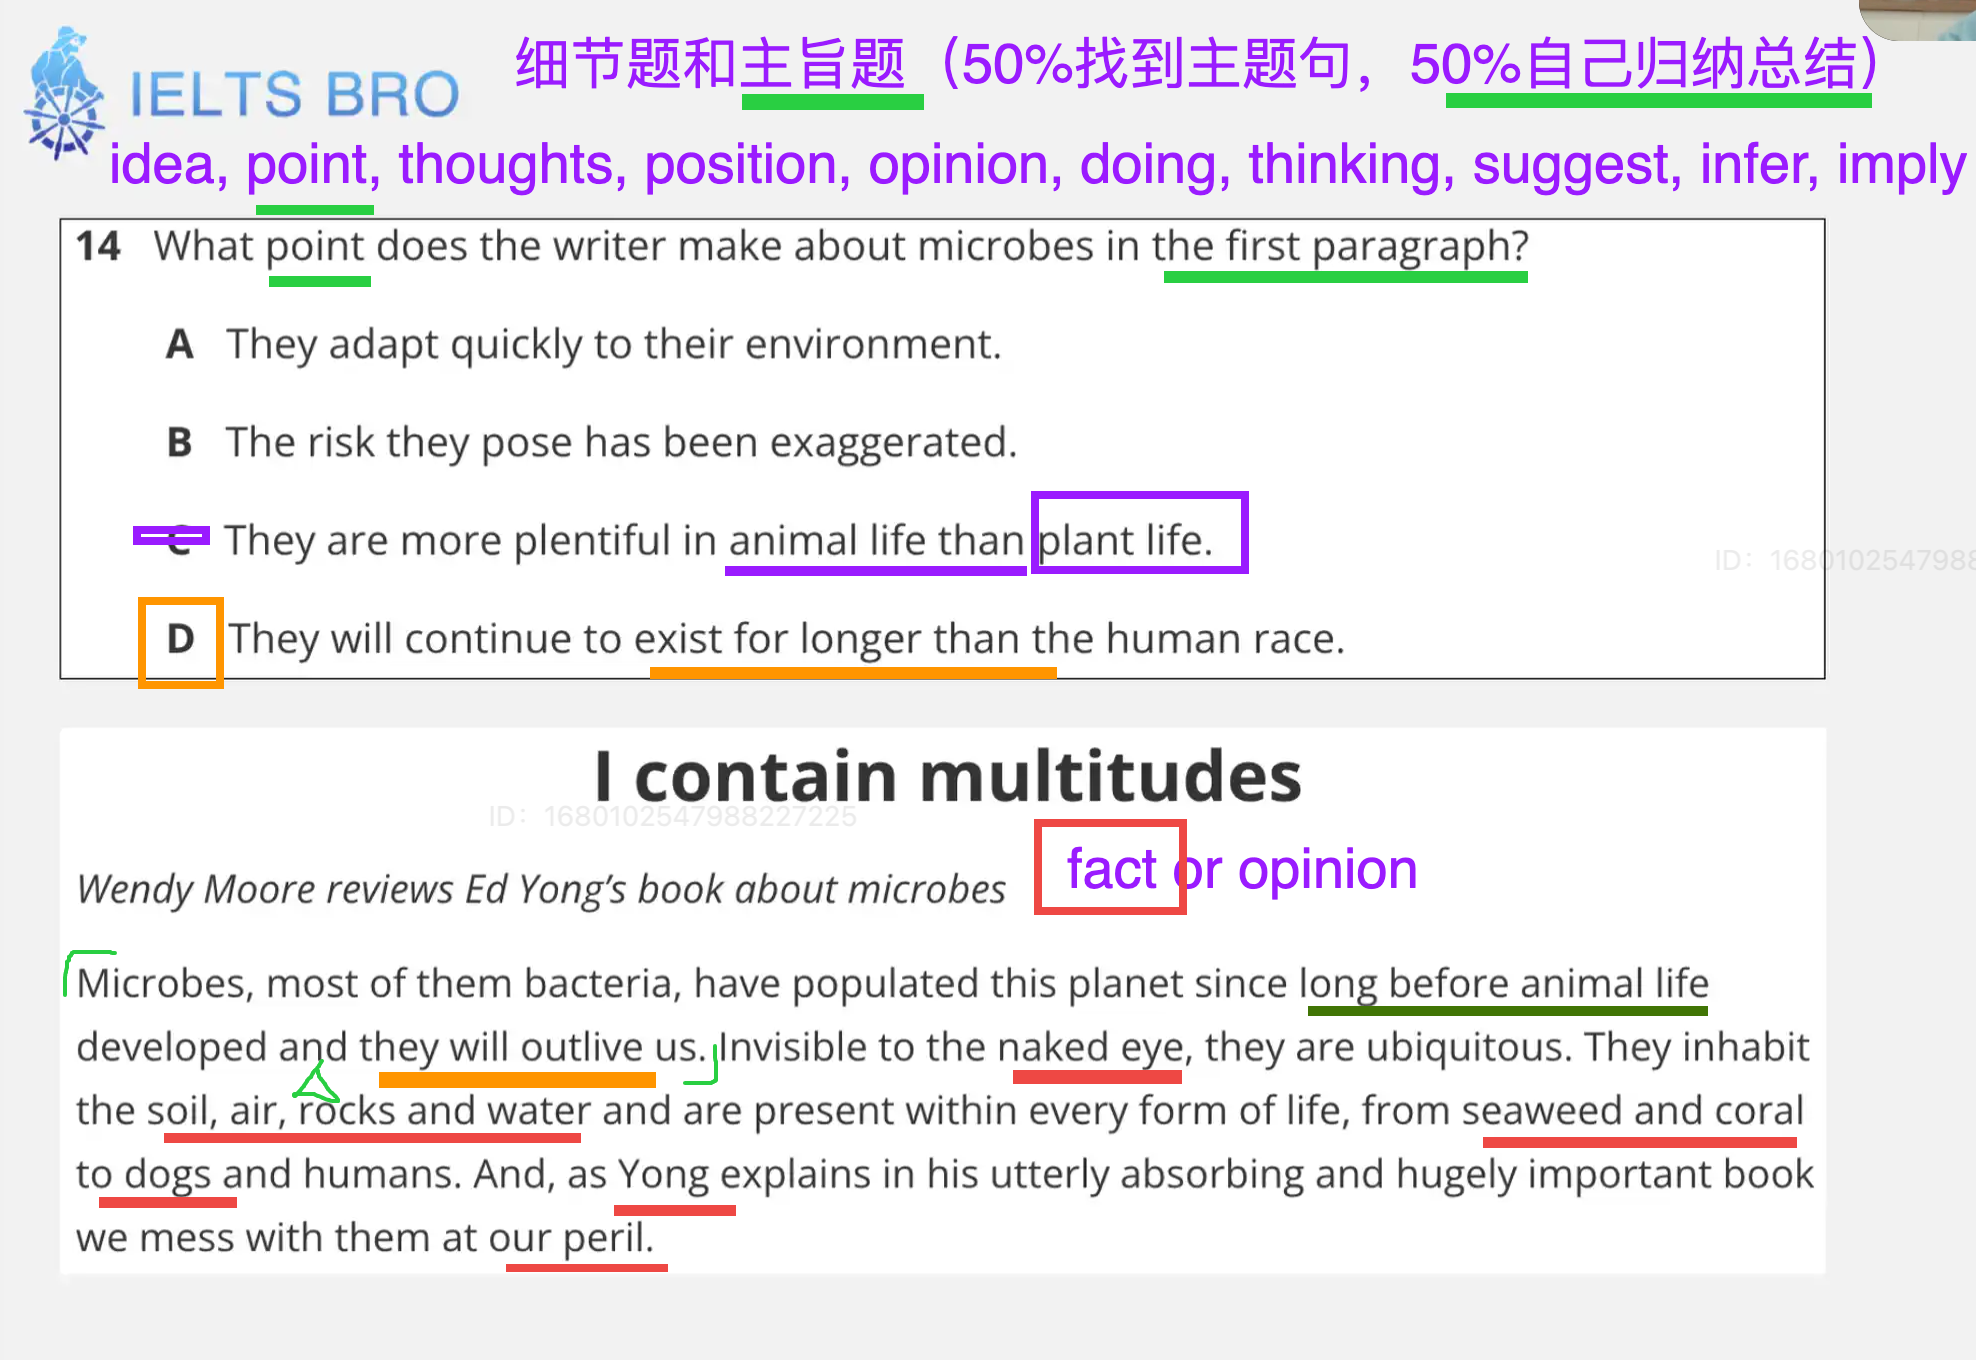 IELTS BRO
细节题和主旨题（50%找到主题句，50%自己归纳总结）
idea, point, thoughts, position, opinion, doing, thinking, suggest, infer, imply
14 What point does the writer make about microbes in the first paragraph?
A They adapt quickly to their environment.
B The risk they pose has been exaggerated.
C They are more plentiful in animal life than plant life.
ID：1680102547988
D They will continue to exist for longer than the human race.
I contain multitudes
ID：1680102547988227225
fact or opinion
Wendy Moore reviews Ed Yong’s book about microbes
Microbes, most of them bacteria, have populated this planet since long before animal life
developed and they will outlive us. Invisible to the naked eye, they are ubiquitous. They inhabit
the soil, air, rocks and water and are present within every form of life, from seaweed and coral
to dogs and humans. And, as Yong explains in his utterly absorbing and hugely important book
we mess with them at our peril.